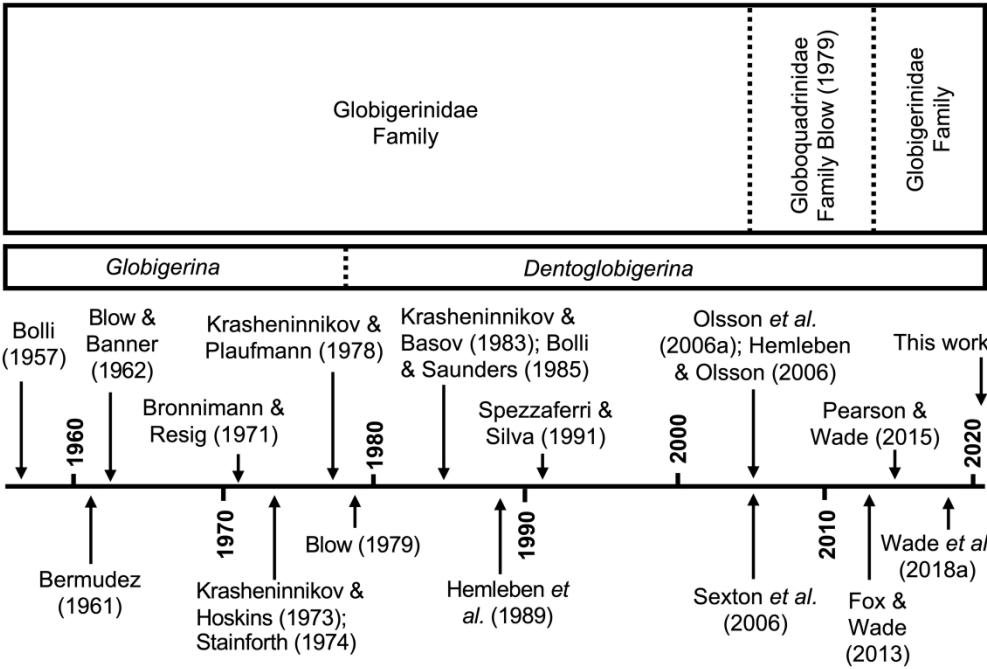 Globigerinidae
Family
Globoquadrinidae
Family Blow (1979)
Globigerinidae
Family
Globigerina
Dentoglobigerina
Bolli
(1957)
Blow &
Banner
(1962)
Bronnimann &
Resig (1971)
Krasheninnikov &
Plaufmann (1978)
Krasheninnikov &
Basov (1983); Bolli
& Saunders (1985)
Spezzaferri &
Silva (1991)
Olsson et al.
(2006a); Hemleben
& Olsson (2006)
Pearson &
Wade (2015)
This work
1960
1970
1980
1990
2000
2010
2020
Bermudez
(1961)
Krasheninnikov &
Hoskins (1973);
Stainforth (1974)
Blow (1979)
Hemleben et
al. (1989)
Sexton et al.
(2006)
Fox &
Wade
(2013)
Wade et al
(2018a)